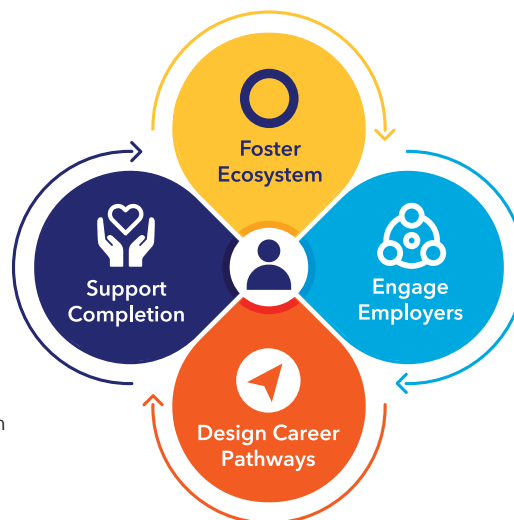 Foster
Ecosystem
Support
Completion
Engage
Employers
Design Career
Pathways